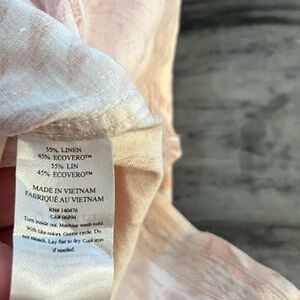 55% LINEN
45% ECOVERO™
55% LIN
45% ECOVERO™
MADE IN VIETNAM
FABRIQUÉ AU VIETNAM
RN# 140476
CA# 06894
Turn inside out. Machine wash cold.
With like colors. Gentle cycle. Do
not bleach. Lay flat to dry. Cool iron
if needed.